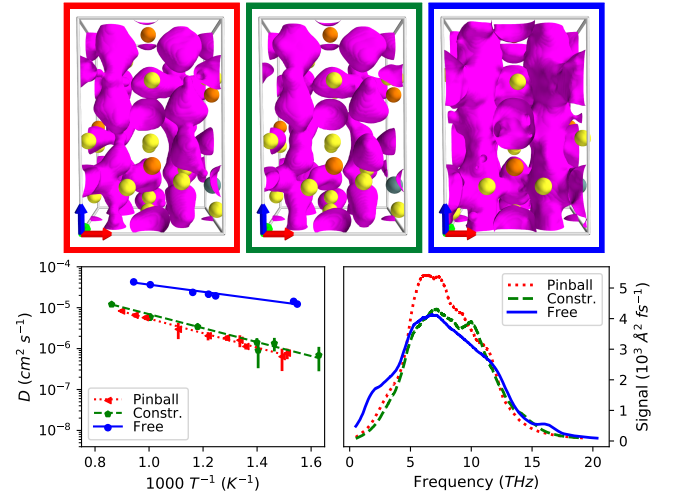 10⁻⁴
10⁻⁵
10⁻⁶
10⁻⁷
10⁻⁸
D (cm² s⁻¹)
Pinball
Constr.
Free
0.8 1.0 1.2 1.4 1.6
1000 T⁻¹ (K⁻¹)
Pinball
Constr.
Free
5
4
3
2
1
0
Signal (10³ Å² fs⁻¹)
0 5 10 15 20
Frequency (THz)